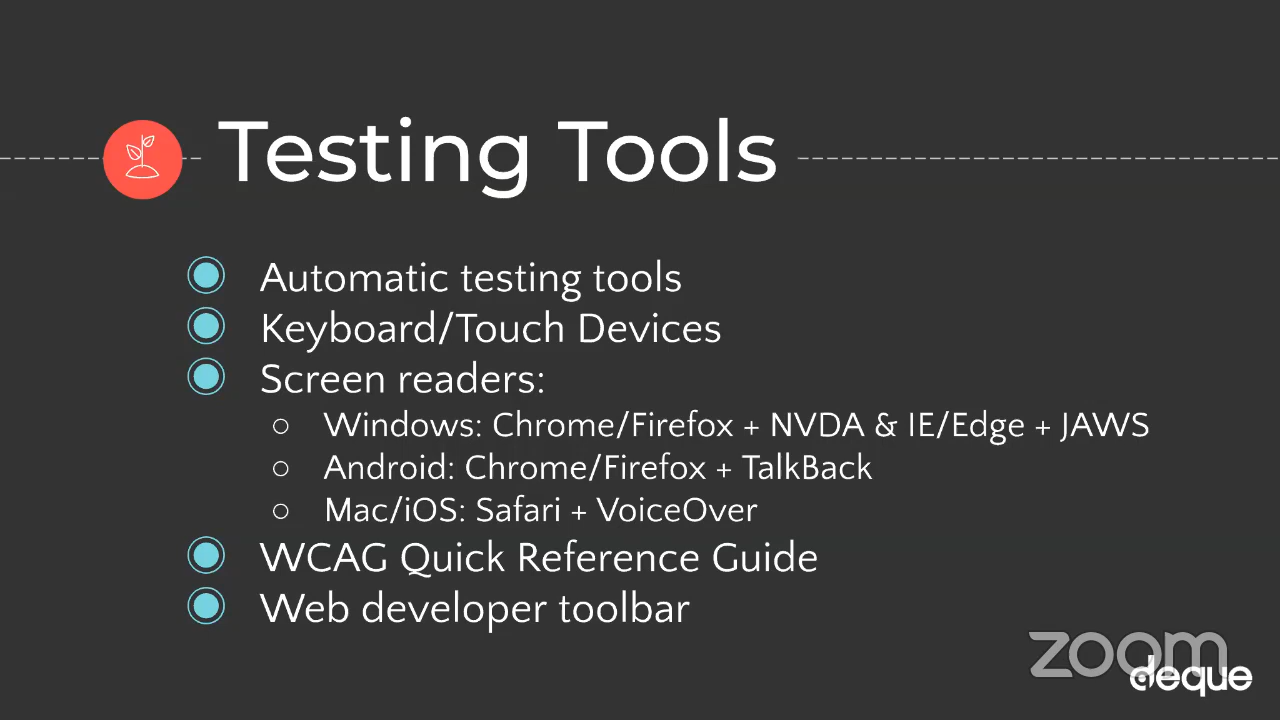 Testing Tools
Automatic testing tools
Keyboard/Touch Devices
Screen readers:
Windows: Chrome/Firefox + NVDA & IE/Edge + JAWS
Android: Chrome/Firefox + TalkBack
Mac/iOS: Safari + VoiceOver
WCAG Quick Reference Guide
Web developer toolbar
zoom
deque